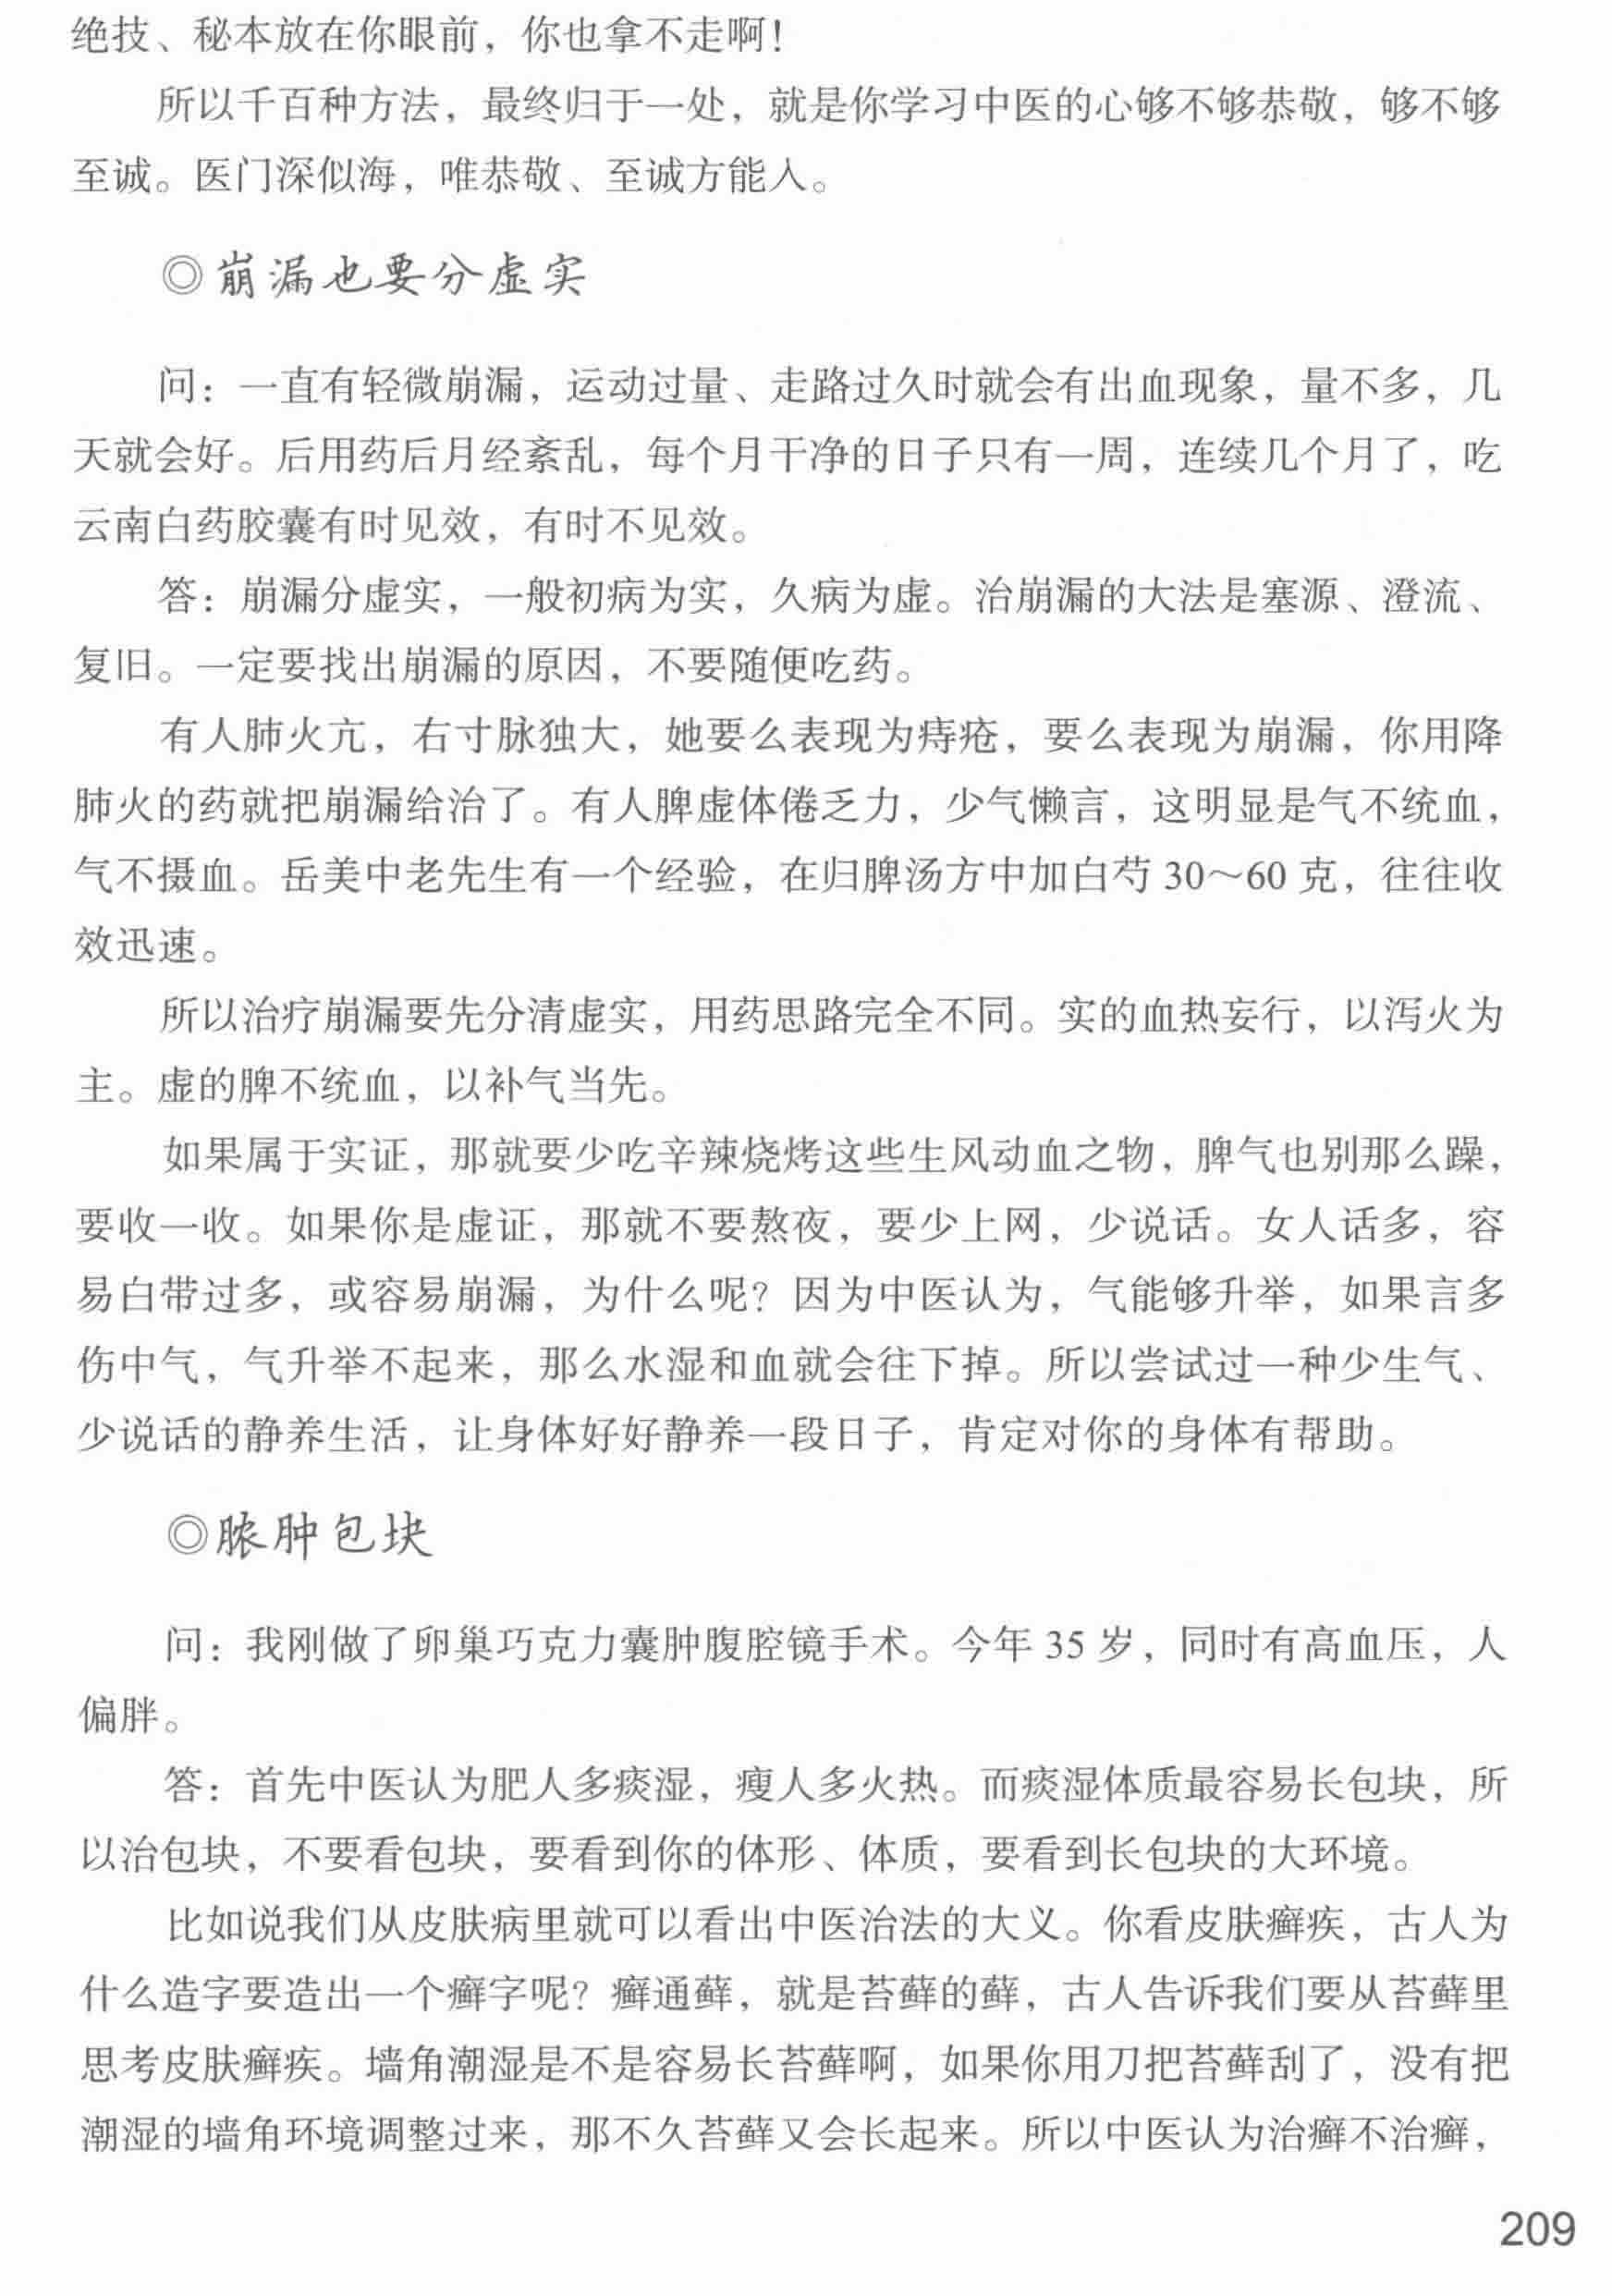 绝技、秘本放在你眼前，你也拿不走啊！
所以千百种方法，最终归于一处，就是你学习中医的心够不够恭敬，够不够
至诚。医门深似海，唯恭敬、至诚方能入。
◎崩漏也要分虚实
问：一直有轻微崩漏，运动过量、走路过久时就会有出血现象，量不多，几
天就会好。后用药后月经紊乱，每个月干净的日子只有一周，连续几个月了，吃
云南白药胶囊有时见效，有时不见效。
答：崩漏分虚实，一般初病为实，久病为虚。治崩漏的大法是塞源、澄流、
复旧。一定要找出崩漏的原因，不要随便吃药。
有人肺火亢，右寸脉独大，她要么表现为痔疮，要么表现为崩漏，你用降
肺火的药就把崩漏给治了。有人脾虚体倦乏力，少气懒言，这明显是气不统血，
气不摄血。岳美中老先生有一个经验，在归脾汤方中加白芍 30～60 克，往往收
效迅速。
所以治疗崩漏要先分清虚实，用药思路完全不同。实的血热妄行，以泻火为
主。虚的脾不统血，以补气当先。
如果属于实证，那就要少吃辛辣烧烤这些生风动血之物，脾气也别那么躁，
要收一收。如果你是虚证，那就不要熬夜，要少上网，少说话。女人话多，容
易白带过多，或容易崩漏，为什么呢？因为中医认为，气能够升举，如果言多
伤中气，气升举不起来，那么水湿和血就会往下掉。所以尝试过一种少生气、
少说话的静养生活，让身体好好静养一段日子，肯定对你的身体有帮助。
◎脓肿包块
问：我刚做了卵巢巧克力囊肿腹腔镜手术。今年 35 岁，同时有高血压，人
偏胖。
答：首先中医认为肥人多痰湿，瘦人多火热。而痰湿体质最容易长包块，所
以治包块，不要看包块，要看到你的体形、体质，要看到长包块的大环境。
比如说我们从皮肤病里就可以看出中医治法的大义。你看皮肤癣疾，古人为
什么造字要造出一个癣字呢？癣通藓，就是苔藓的藓，古人告诉我们要从苔藓里
思考皮肤癣疾。墙角潮湿是不是容易长苔藓啊，如果你用刀把苔藓刮了，没有把
潮湿的墙角环境调整过来，那不久苔藓又会长起来。所以中医认为治癣不治癣，
209